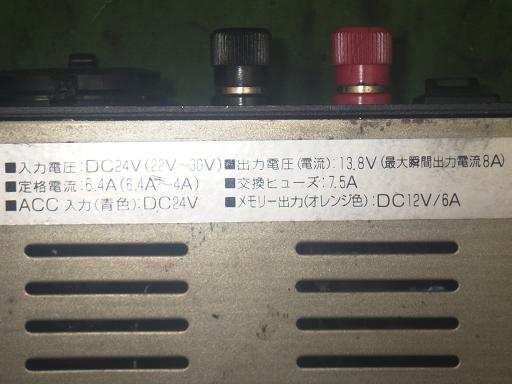 ■入力電圧:DC24V(22V～30V)■出力電圧(電流):13.8V(最大瞬間出力電流8A)
■定格電流:6.4A(6.4A～4A) ■交換ヒューズ:7.5A
■ACC入力(青色):DC24V ■メモリー出力(オレンジ色):DC12V/6A